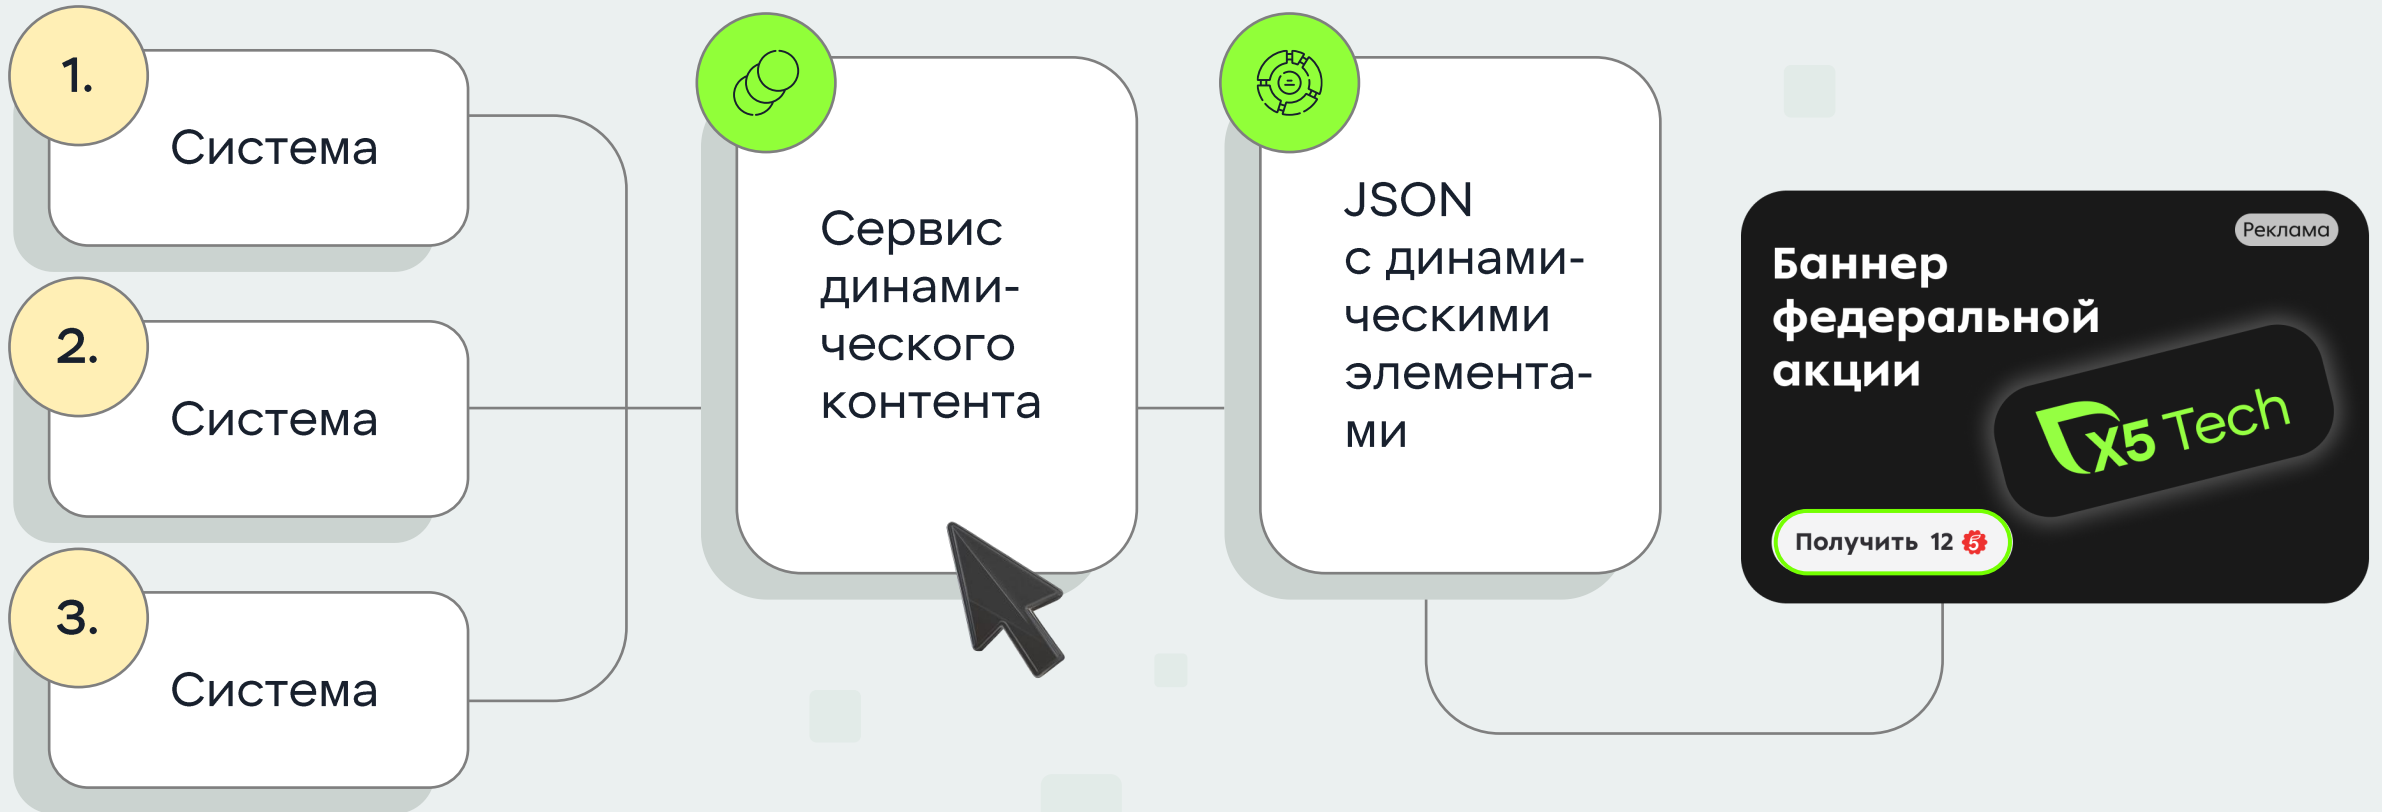 1.
Система
2.
Система
3.
Система
Сервис
динами-
ческого
контента
JSON
с динами-
ческими
элемента-
ми
Реклама
Баннер
федеральной
акции
X5 Tech
Получить 12 5